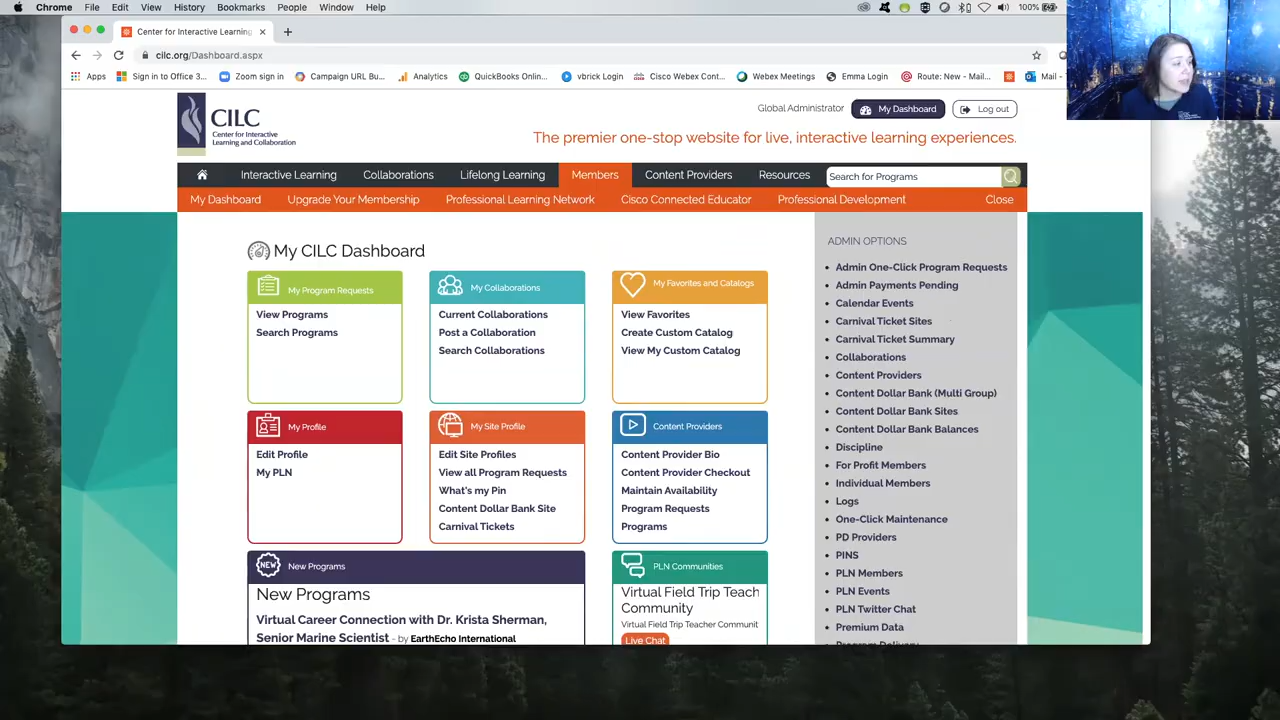 Chrome File Edit View History Bookmarks People Window Help 100%
Center for Interactive Learning
cilc.org/Dashboard.aspx
Apps Sign in to Office 3... Zoom sign in Campaign URL Bu... Analytics QuickBooks Onlin... vbrick Login Cisco Webex Cont... Webex Meetings Emma Login Route: New - Mail... Mail -
CILC
Center for Interactive
Learning and Collaboration
Global Administrator My Dashboard Log out
The premier one-stop website for live, interactive learning experiences.
Interactive Learning Collaborations Lifelong Learning Members Content Providers Resources Search for Programs
My Dashboard Upgrade Your Membership Professional Learning Network Cisco Connected Educator Professional Development Close
My CILC Dashboard
My Program Requests
View Programs
Search Programs
My Collaborations
Current Collaborations
Post a Collaboration
Search Collaborations
My Favorites and Catalogs
View Favorites
Create Custom Catalog
View My Custom Catalog
My Profile
Edit Profile
My PLN
My Site Profile
Edit Site Profiles
View all Program Requests
What's my Pin
Content Dollar Bank Site
Carnival Tickets
Content Providers
Content Provider Bio
Content Provider Checkout
Maintain Availability
Program Requests
Programs
NEW New Programs
New Programs
Virtual Career Connection with Dr. Krista Sherman,
Senior Marine Scientist - by EarthEcho International
PLN Communities
Virtual Field Trip Teach
Community
Virtual Field Trip Teacher Communit
Live Chat
ADMIN OPTIONS
Admin One-Click Program Requests
Admin Payments Pending
Calendar Events
Carnival Ticket Sites
Carnival Ticket Summary
Collaborations
Content Providers
Content Dollar Bank (Multi Group)
Content Dollar Bank Sites
Content Dollar Bank Balances
Discipline
For Profit Members
Individual Members
Logs
One-Click Maintenance
PD Providers
PINS
PLN Members
PLN Events
PLN Twitter Chat
Premium Data
Program Delivery